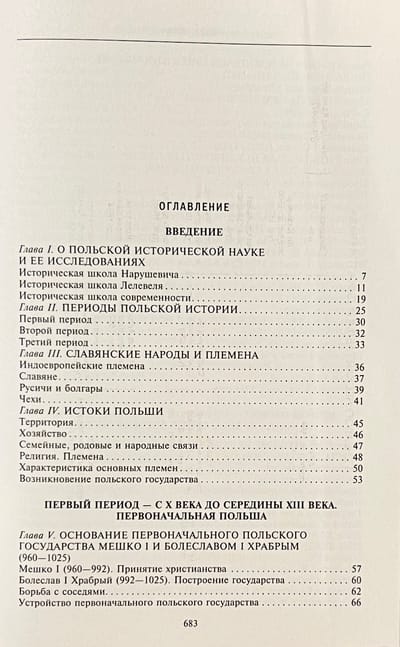 ОГЛАВЛЕНИЕ
ВВЕДЕНИЕ
Глава I. О ПОЛЬСКОЙ ИСТОРИЧЕСКОЙ НАУКЕ
И ЕЕ ИССЛЕДОВАНИЯХ
Историческая школа Нарушевича 7
Историческая школа Лелевеля 11
Историческая школа современности 19
Глава II. ПЕРИОДЫ ПОЛЬСКОЙ ИСТОРИИ 25
Первый период 30
Второй период 32
Третий период 33
Глава III. СЛАВЯНСКИЕ НАРОДЫ И ПЛЕМЕНА
Индоевропейские племена 36
Славяне 37
Русичи и болгары 39
Чехи 41
Глава IV. ИСТОКИ ПОЛЬШИ
Территория 45
Хозяйство 46
Семейные, родовые и народные связи 47
Религия. Племена 48
Характеристика основных племен 50
Возникновение польского государства 53
ПЕРВЫЙ ПЕРИОД — С X ВЕКА ДО СЕРЕДИНЫ XIII ВЕКА.
ПЕРВОНАЧАЛЬНАЯ ПОЛЬША
Глава V. ОСНОВАНИЕ ПЕРВОНАЧАЛЬНОГО ПОЛЬСКОГО
ГОСУДАРСТВА МЕШКО I И БОЛЕСЛАВОМ I ХРАБРЫМ
(960—1025)
Мешко I (960—992). Принятие христианства 57
Болеслав I Храбрый (992—1025). Построение государства 60
Борьба с соседями 62
Устройство первоначального польского государства 66
683